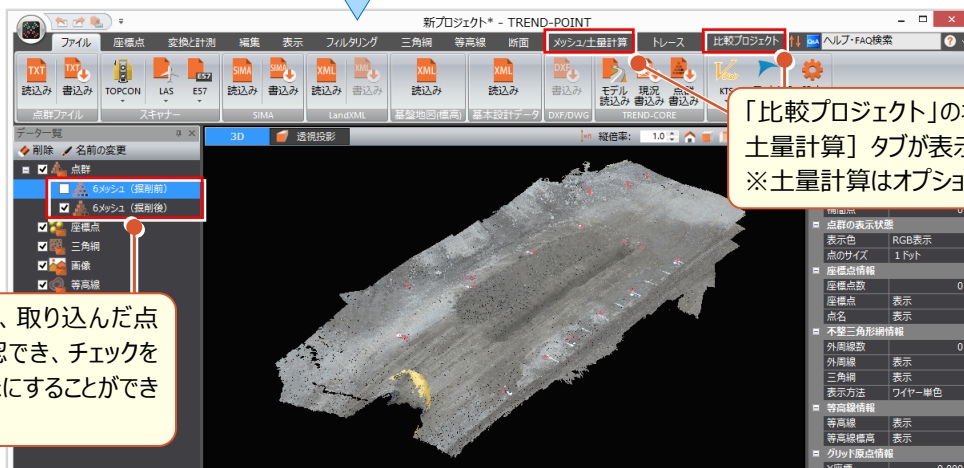 新プロジェクト* - TREND-POINT
ファイル 座標点 変換と計測 編集 表示 フィルタリング 三角網 等高線 断面 メッシュ/土量計算 トレース 比較プロジェクト Q&A ヘルプ・FAQ検索
TXT TXT E57 SIMA SIMA XML XML XML XML DXF
読込み 書込み TOPCON LAS E57 読込み 書込み 読込み 書込み 読込み 読込み 書込み モデル 読込み 現況 書込み 点群 書込み KTS
点群ファイル スキャナー SIMA LandXML 基盤地図(標高) 基本設計データ DXF/DWG TREND-CORE
「比較プロジェクト」の
土量計算］タブが表示
※土量計算はオプショ
データ一覧
削除 名前の変更
3D 透視投影 縦倍率: 1.0
点群
6メッシュ（掘削前）
6メッシュ（掘削後）
座標点
三角網
画像
等高線
、取り込んだ点
認でき、チェックを
にすることができ
補間点 0
点群の表示状態
表示色 RGB表示
点のサイズ 1ドット
座標点情報
座標点数 0
座標点 表示
点名 表示
不整三角形網情報
外周線数 0
外周線 表示
三角網 表示
表示方法 ワイヤー単色
等高線情報
等高線 表示
等高線標高 表示
グリッド原点情報
X座標 0.000